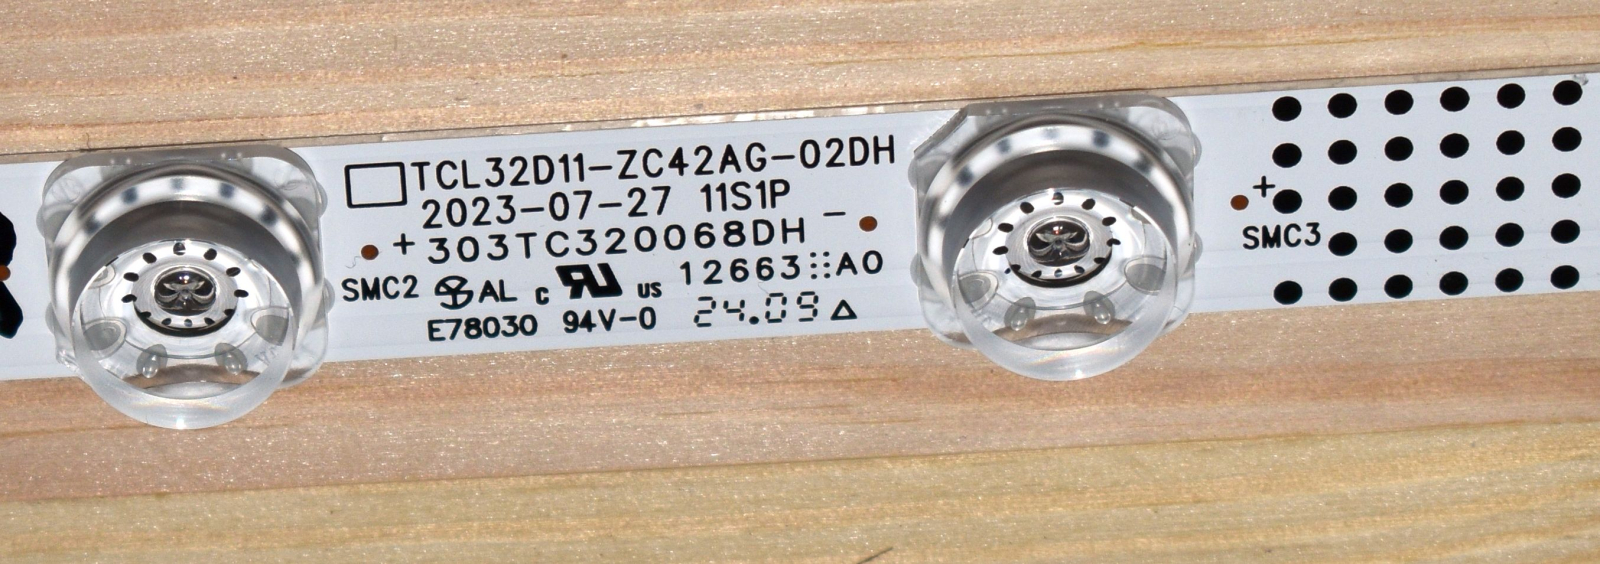 TCL32D11-ZC42AG-02DH
2023-07-27 11S1P
+ 303TC320068DH -
SMC2 AL c UR us 12663 A0
E78030 94V-0 24.09 △
+
SMC3